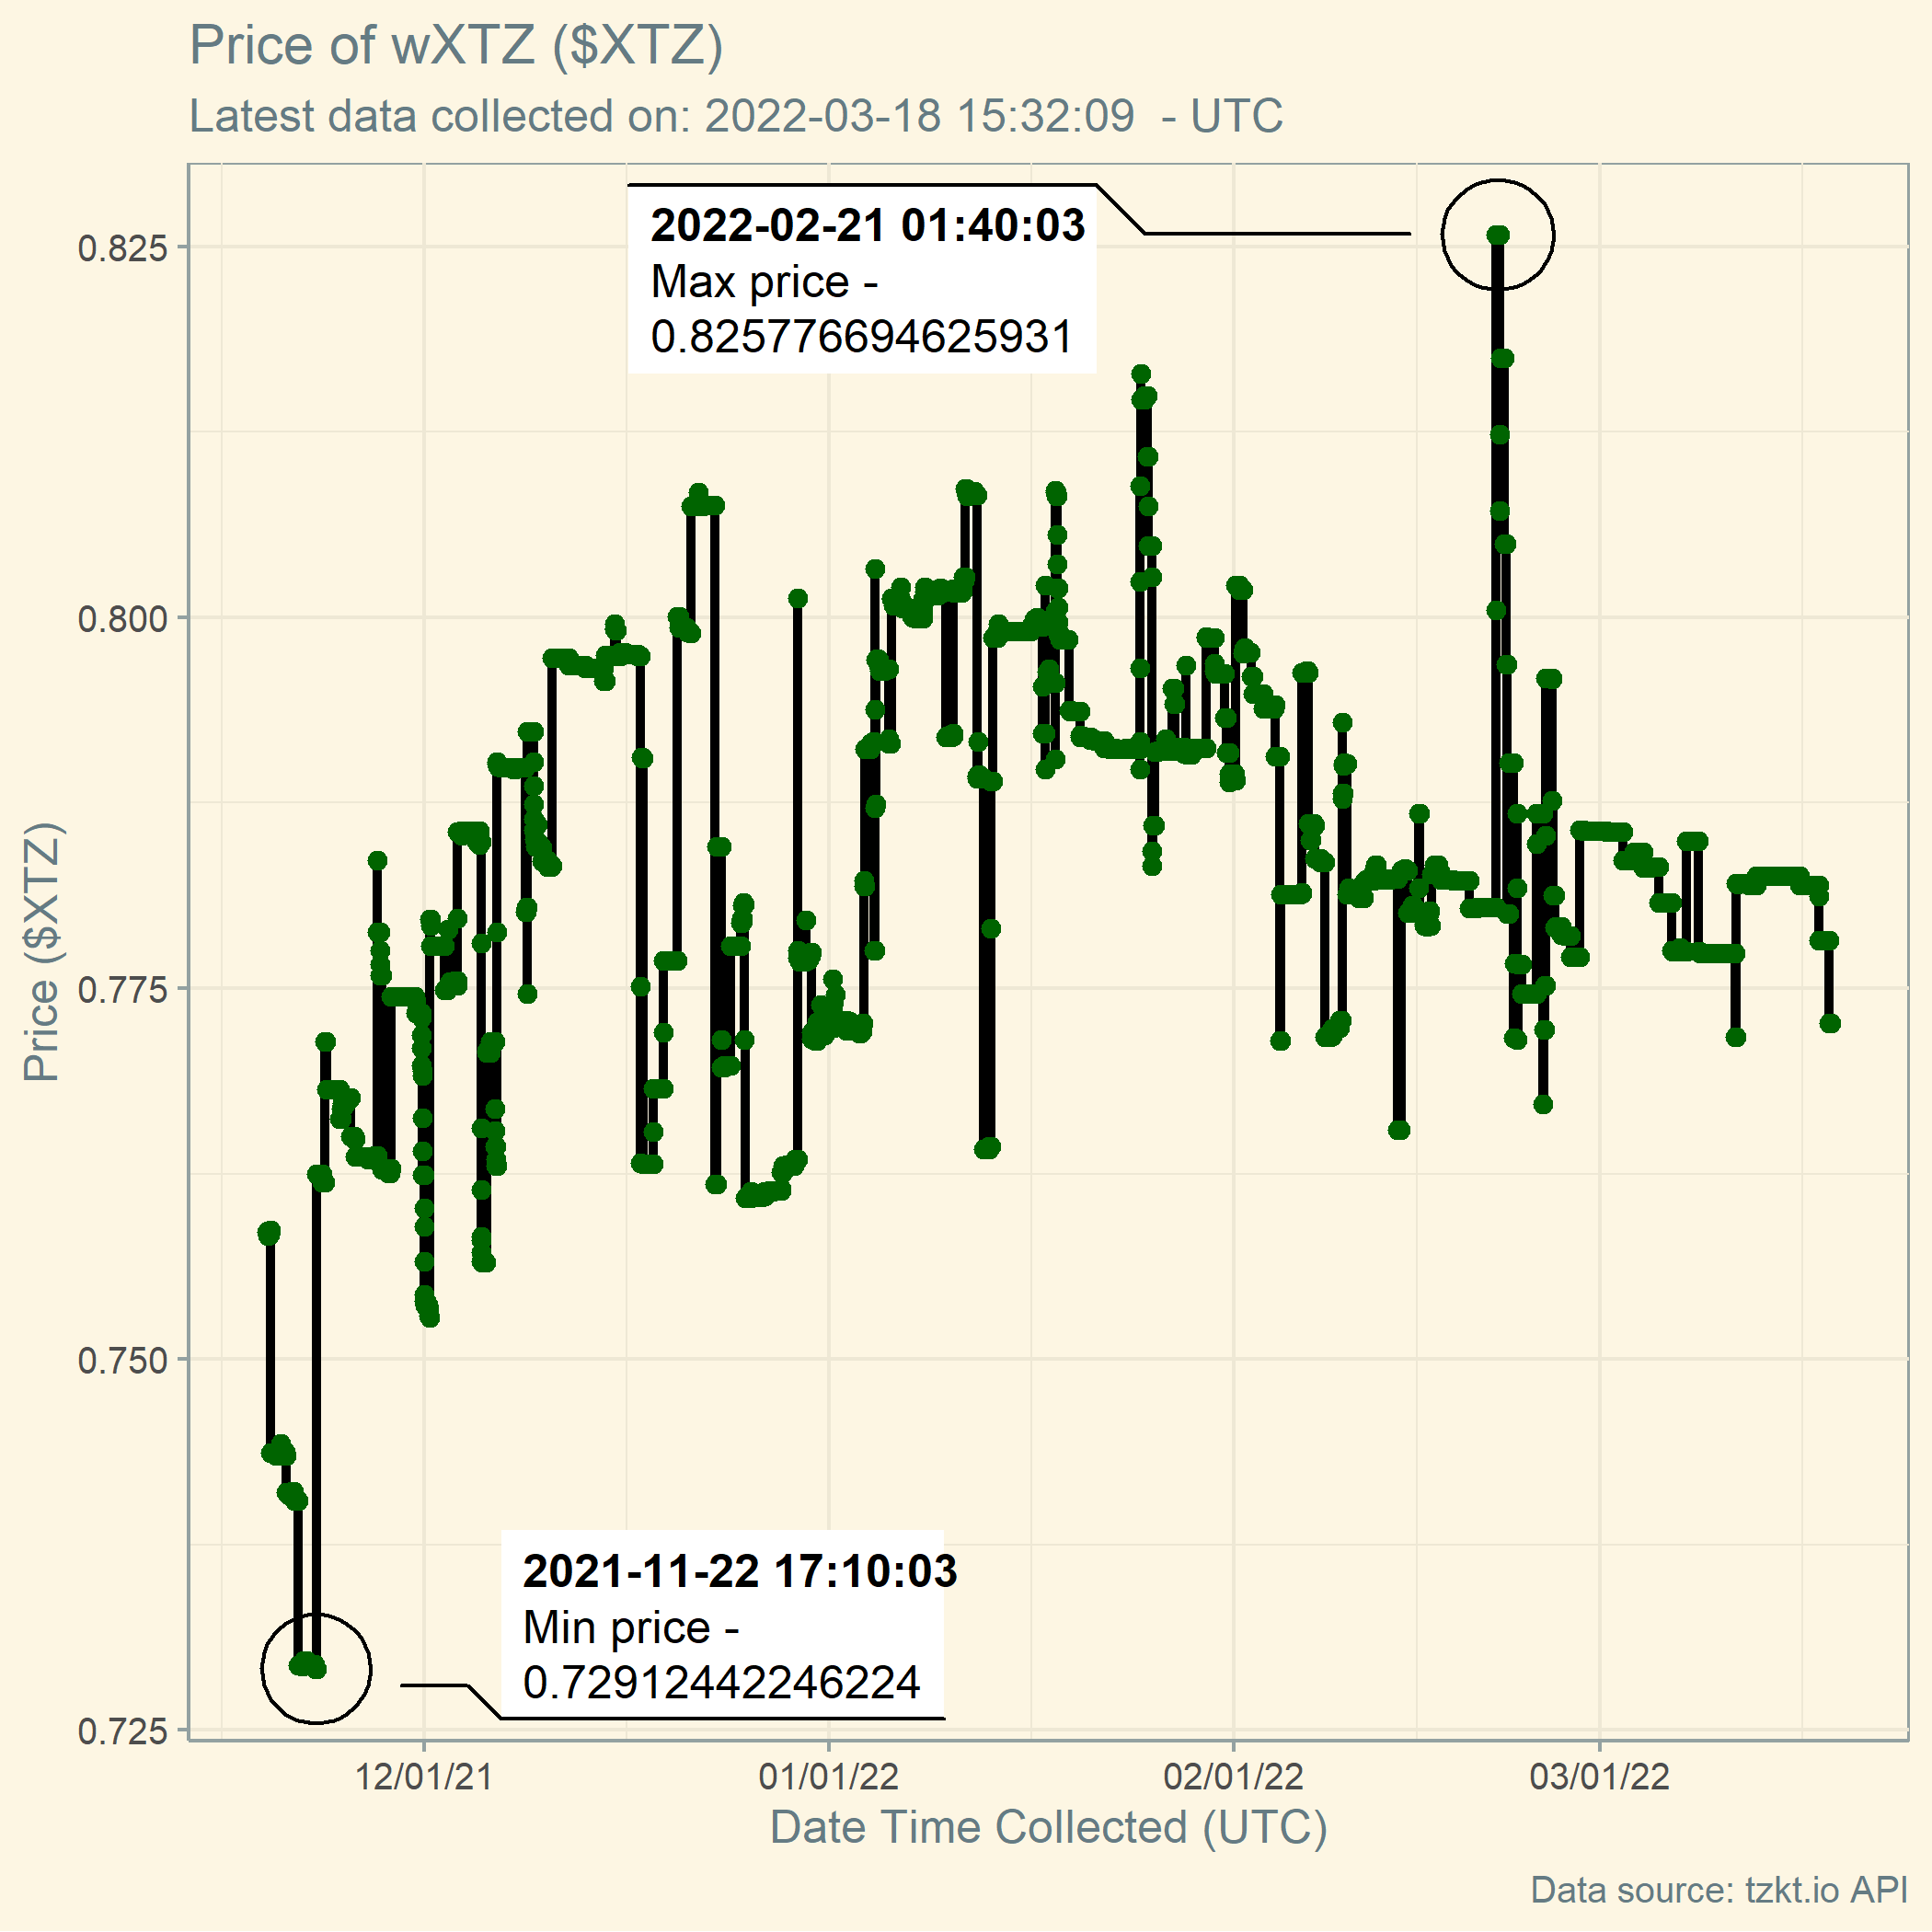 Price of wXTZ ($XTZ)
Latest data collected on: 2022-03-18 15:32:09  - UTC
2022-02-21 01:40:03
Max price -
0.825776694625931
0.825
0.800
0.775
0.750
0.725
Price ($XTZ)
2021-11-22 17:10:03
Min price -
0.72912442246224
12/01/21
01/01/22
02/01/22
03/01/22
Date Time Collected (UTC)
Data source: tzkt.io API